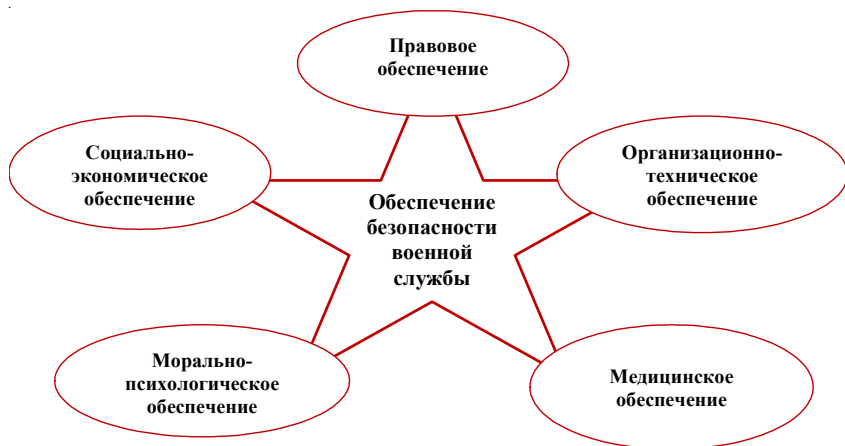 Правовое
обеспечение
Социально-
экономическое
обеспечение
Организационно-
техническое
обеспечение
Обеспечение
безопасности
военной
службы
Морально-
психологическое
обеспечение
Медицинское
обеспечение